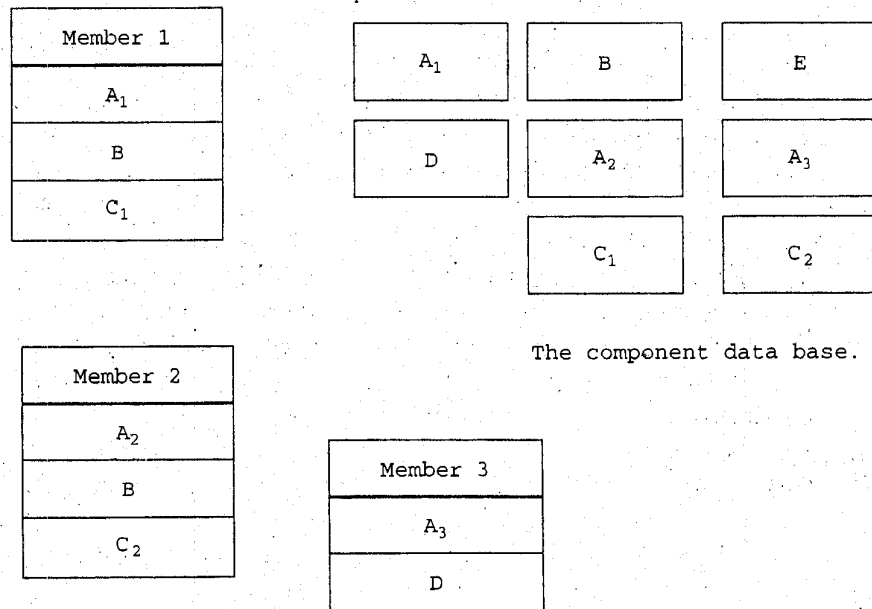 Member 1
A₁
B
C₁
A₁ B E
D A₂ A₃
C₁ C₂
The component data base.
Member 2
A₂
B
C₂
Member 3
A₃
D